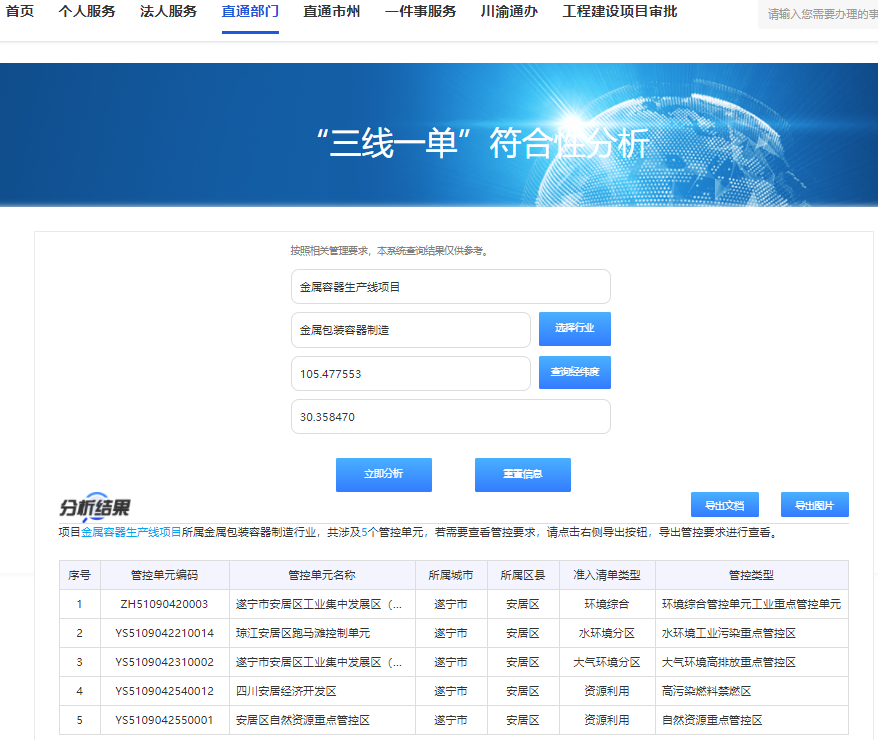 首页 个人服务 法人服务 直通部门 直通市州 一件事服务 川渝通办 工程建设项目审批 请输入您需要办理的事
“三线一单”符合性分析
按照相关管理要求，本系统查询结果仅供参考。
金属容器生产线项目
金属包装容器制造 选择行业
105.477553 查询经纬度
30.358470
立即分析 重置信息
分析结果 导出文档 导出图片
项目金属容器生产线项目所属金属包装容器制造行业，共涉及5个管控单元，若需要查看管控要求，请点击右侧导出按钮，导出管控要求进行查看。
序号 管控单元编码 管控单元名称 所属城市 所属区县 准入清单类型 管控类型
1 ZH51090420003 遂宁市安居区工业集中发展区（... 遂宁市 安居区 环境综合 环境综合管控单元工业重点管控单元
2 YS5109042210014 琼江安居区跑马滩控制单元 遂宁市 安居区 水环境分区 水环境工业污染重点管控区
3 YS5109042310002 遂宁市安居区工业集中发展区（... 遂宁市 安居区 大气环境分区 大气环境高排放重点管控区
4 YS5109042540012 四川安居经济开发区 遂宁市 安居区 资源利用 高污染燃料禁燃区
5 YS5109042550001 安居区自然资源重点管控区 遂宁市 安居区 资源利用 自然资源重点管控区